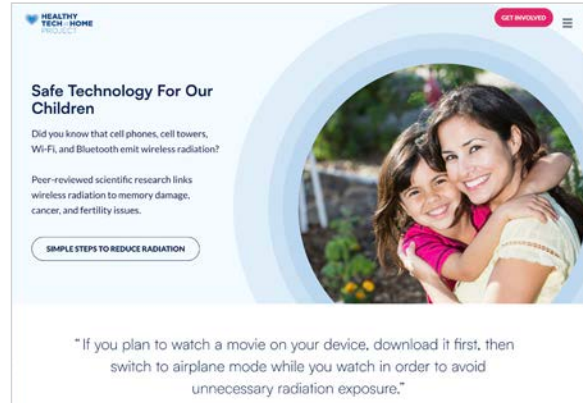 HEALTHY
TECH at HOME
PROJECT
GET INVOLVED
Safe Technology For Our
Children
Did you know that cell phones, cell towers,
Wi-Fi, and Bluetooth emit wireless radiation?
Peer-reviewed scientific research links
wireless radiation to memory damage,
cancer, and fertility issues.
SIMPLE STEPS TO REDUCE RADIATION
"If you plan to watch a movie on your device, download it first, then
switch to airplane mode while you watch in order to avoid
unnecessary radiation exposure."